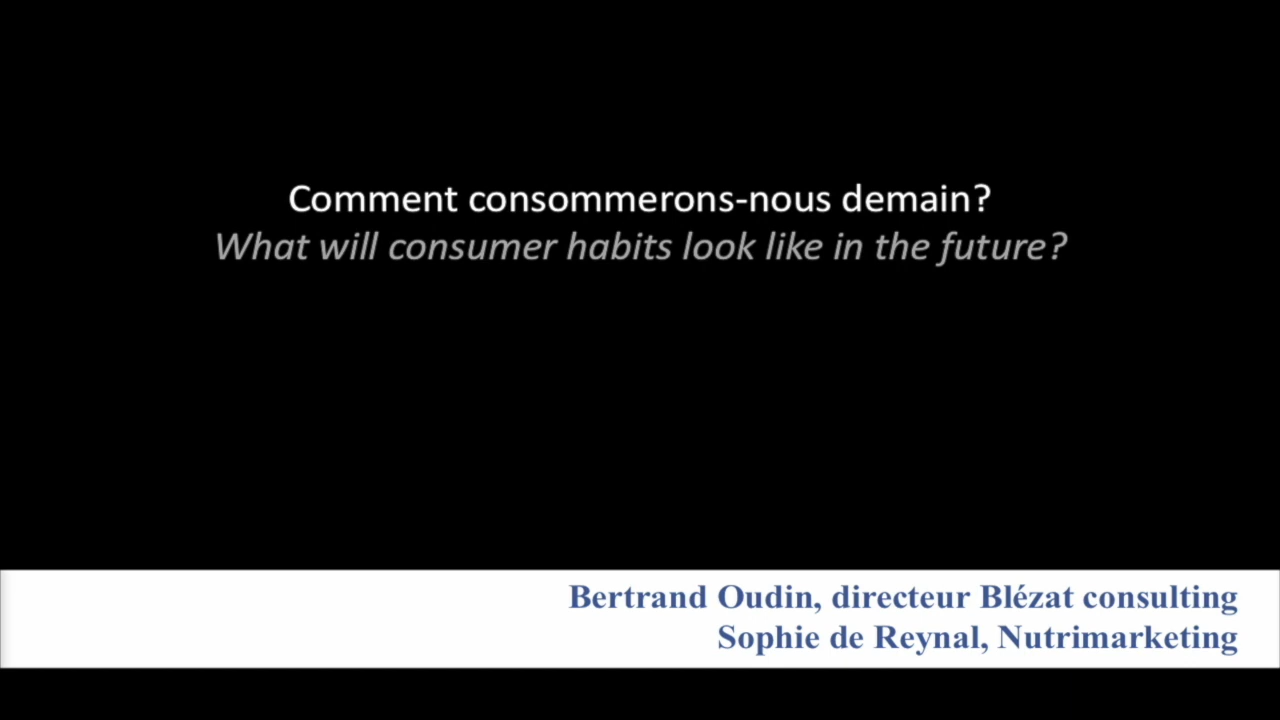 Comment consommerons-nous demain?
What will consumer habits look like in the future?
Bertrand Oudin, directeur Blézat consulting
Sophie de Reynal, Nutrimarketing